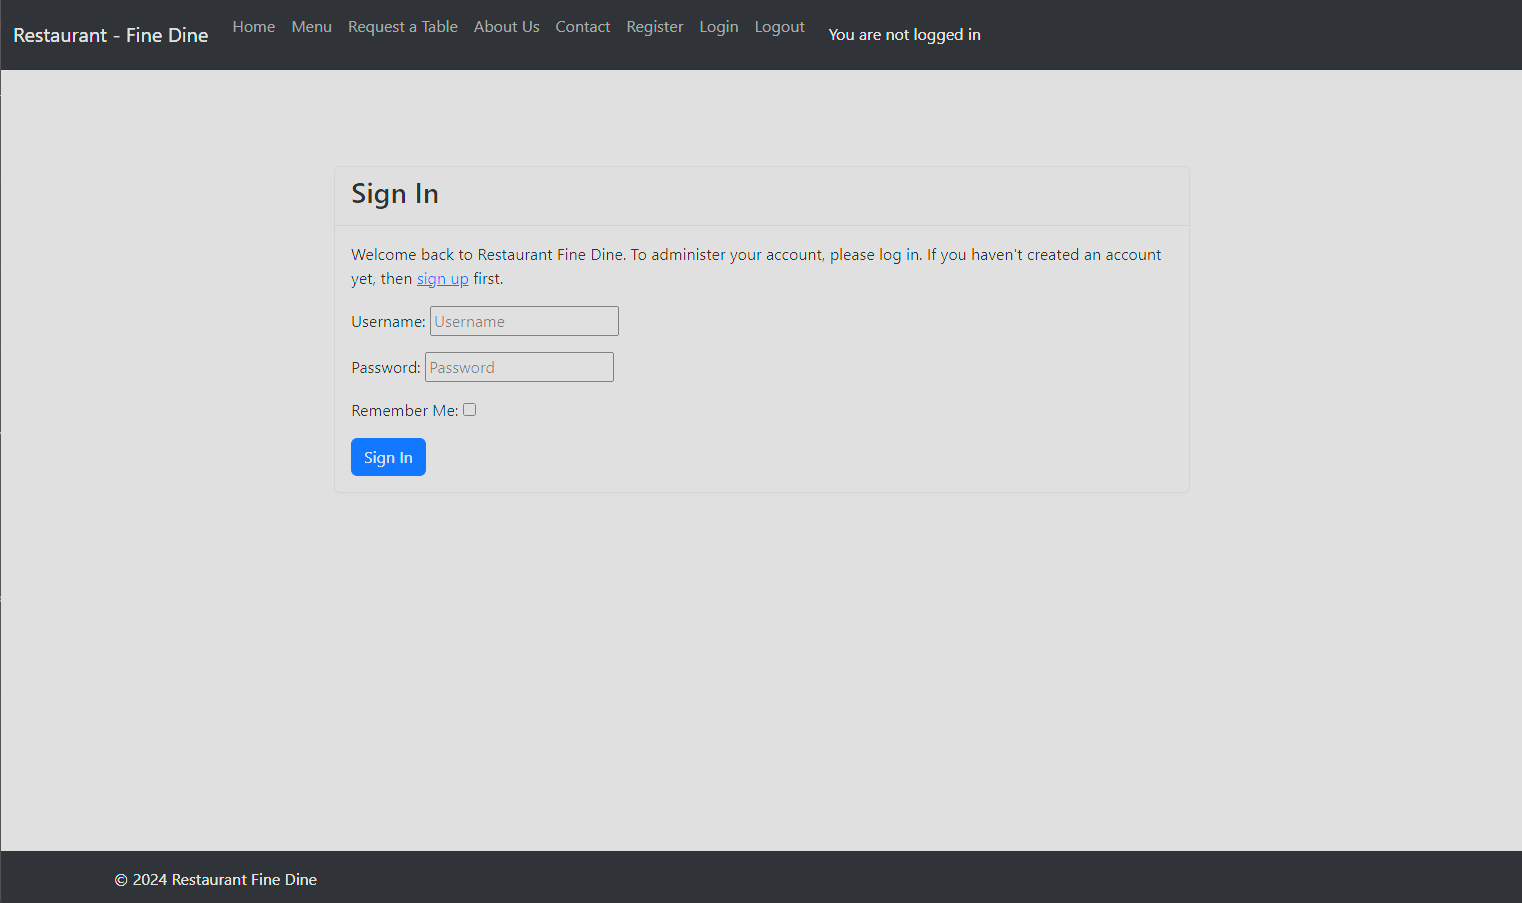 Restaurant - Fine Dine Home Menu Request a Table About Us Contact Register Login Logout You are not logged in
Sign In
Welcome back to Restaurant Fine Dine. To administer your account, please log in. If you haven't created an account
yet, then sign up first.
Username: Username
Password: Password
Remember Me:
Sign In
© 2024 Restaurant Fine Dine